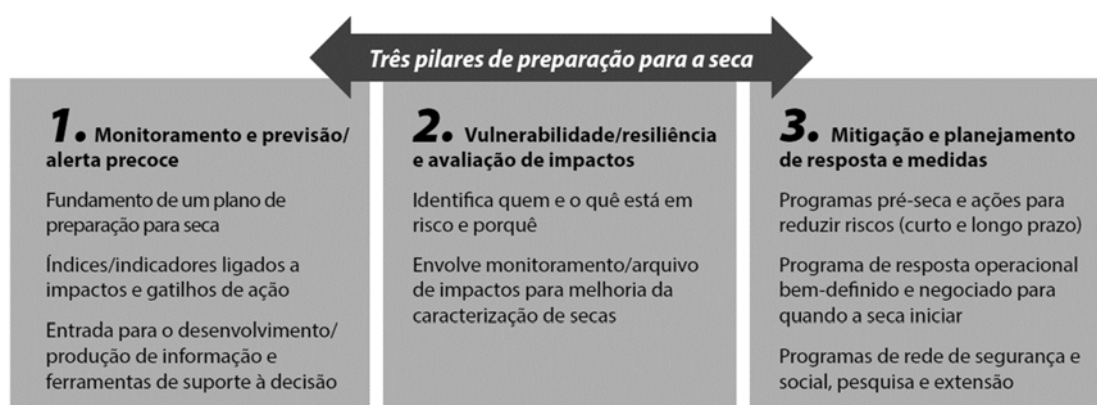 Três pilares de preparação para a seca
1. Monitoramento e previsão/
alerta precoce
Fundamento de um plano de
preparação para seca
Índices/indicadores ligados a
impactos e gatilhos de ação
Entrada para o desenvolvimento/
produção de informação e
ferramentas de suporte à decisão
2. Vulnerabilidade/resiliência
e avaliação de impactos
Identifica quem e o quê está em
risco e porquê
Envolve monitoramento/arquivo
de impactos para melhoria da
caracterização de secas
3. Mitigação e planejamento
de resposta e medidas
Programas pré-seca e ações para
reduzir riscos (curto e longo prazo)
Programa de resposta operacional
bem-definido e negociado para
quando a seca iniciar
Programas de rede de segurança e
social, pesquisa e extensão